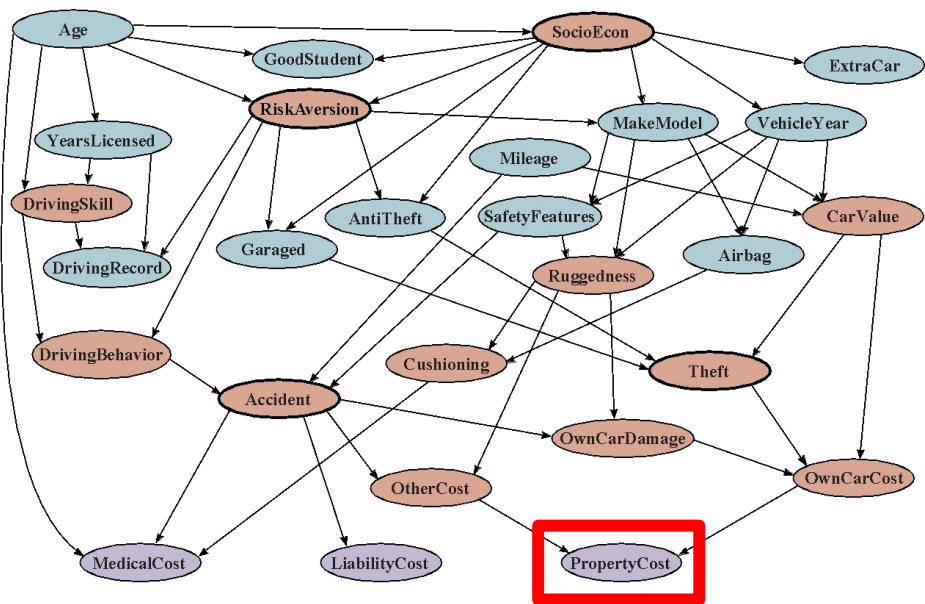 Age
SocioEcon
GoodStudent
ExtraCar
RiskAversion
MakeModel
VehicleYear
YearsLicensed
Mileage
DrivingSkill
AntiTheft
SafetyFeatures
CarValue
Garaged
Airbag
DrivingRecord
Ruggedness
DrivingBehavior
Cushioning
Theft
Accident
OwnCarDamage
OtherCost
OwnCarCost
MedicalCost
LiabilityCost
PropertyCost